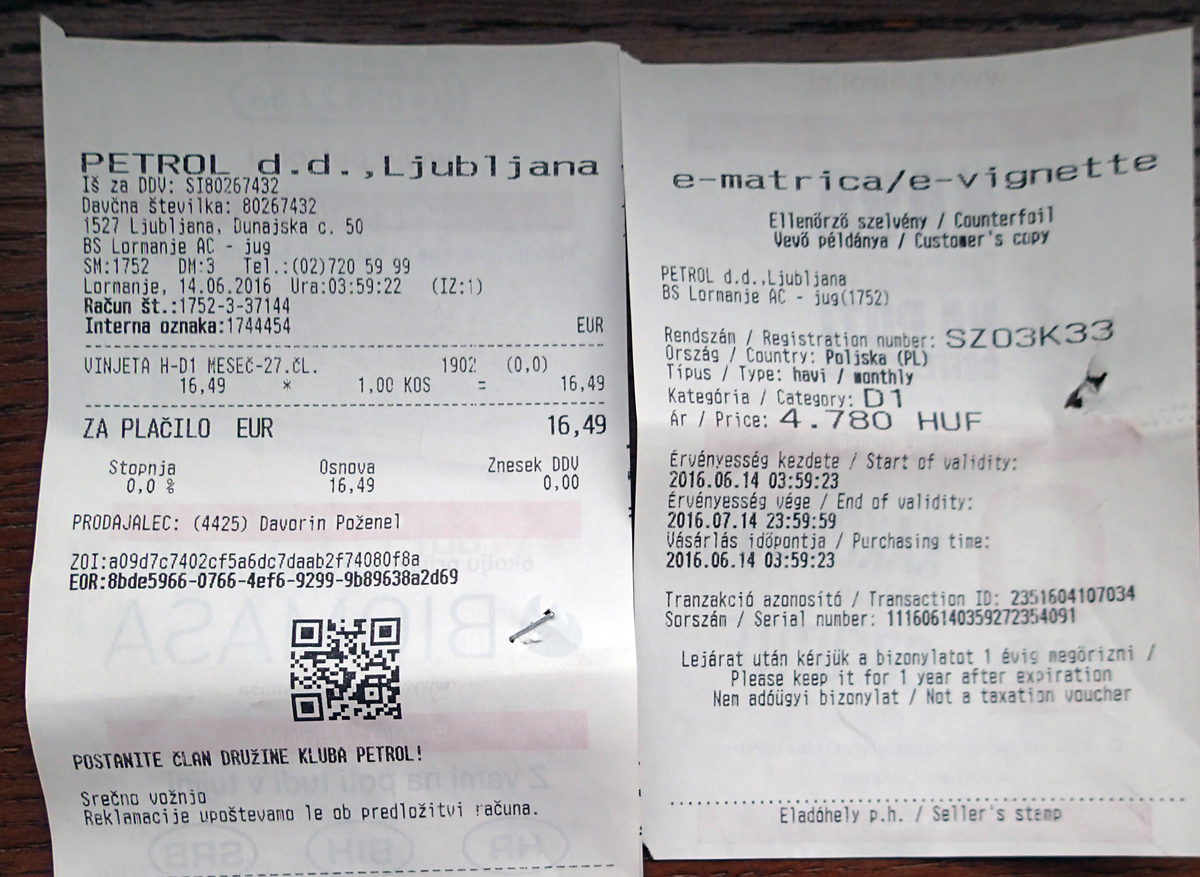 PETROL d.d.,Ljubljana
Iš za DDV: SI80267432
Davčna številka: 80267432
1527 Ljubljana, Dunajska c. 50
BS Lormanje AC - jug
SM:1752 DM:3 Tel.:(02)720 59 99
Lormanje, 14.06.2016 Ura:03:59:22 (IZ:1)
Račun št.:1752-3-37144
Interna oznaka:1744454 EUR
VINJETA H-D1 MESEČ-27.ČL. 1902 (0,0)
16,49 * 1,00 KOS = 16,49
ZA PLAČILO EUR 16,49
Stopnja Osnova Znesek DDV
0,0 % 16,49 0,00
PRODAJALEC: (4425) Davorin Poženel
ZOI:a09d7c7402cf5a6dc7daab2f74080f8a
EOR:8bde5966-0766-4ef6-9299-9b89638a2d69
POSTANITE ČLAN DRUŽINE KLUBA PETROL!
Srečno vožnjo
Reklamacije upoštevamo le ob predložitvi računa.
e-matrica/e-vignette
Ellenőrző szelvény / Counterfoil
Vevő példánya / Customer's copy
PETROL d.d.,Ljubljana
BS Lormanje AC - jug(1752)
Rendszám / Registration number: SZ03K33
Ország / Country: Poljska (PL)
Típus / Type: havi / monthly
Kategória / Category: D1
Ár / Price: 4.780 HUF
Érvényesség kezdete / Start of validity:
2016.06.14 03:59:23
Érvényesség vége / End of validity:
2016.07.14 23:59:59
Vásárlás időpontja / Purchasing time:
2016.06.14 03:59:23
Tranzakció azonosító / Transaction ID: 2351604107034
Sorszám / Serial number: 111606140359272354091
Lejárat után kérjük a bizonylatot 1 évig megőrizni /
Please keep it for 1 year after expiration
Nem adóügyi bizonylat / Not a taxation voucher
Eladóhely p.h. / Seller's stamp